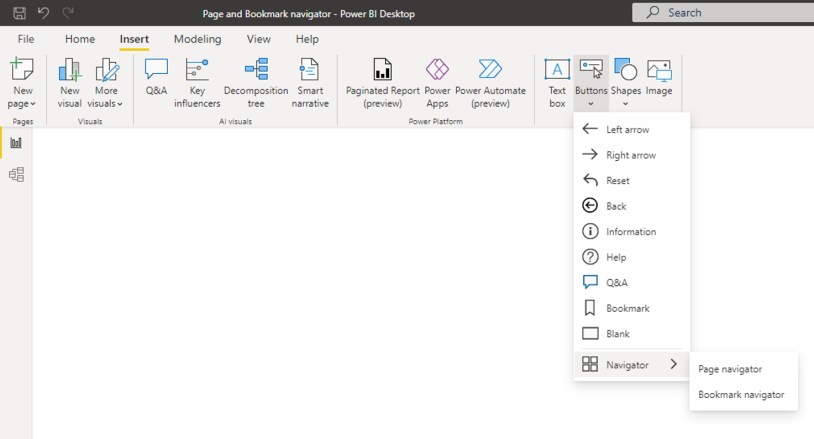 Page and Bookmark navigator - Power BI Desktop
Search
File Home Insert Modeling View Help
New page
New visual
More visuals
Q&A
Key influencers
Decomposition tree
Smart narrative
Paginated Report (preview)
Power Apps
Power Automate (preview)
Text box
Buttons
Shapes
Image
Pages
Visuals
AI visuals
Power Platform
Left arrow
Right arrow
Reset
Back
Information
Help
Q&A
Bookmark
Blank
Navigator
Page navigator
Bookmark navigator